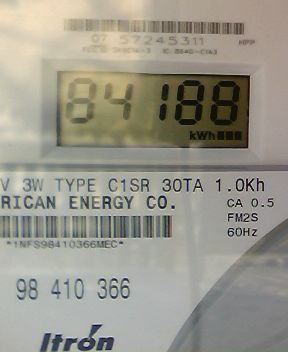 07 57245311
84188
kWh
V 3W TYPE C1SR 30TA 1.0Kh
RICAN ENERGY CO.
CA 0.5
FM2S
60Hz
*1NFS98410366MEC*
98 410 366
Itrón